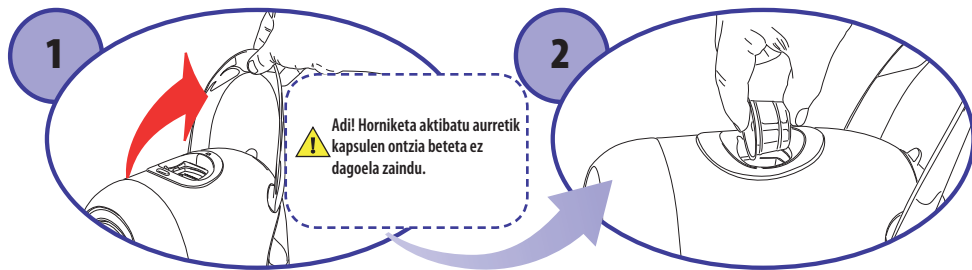 1
Adi! Horniketa aktibatu aurretik
kapsulen ontzia beteta ez
dagoela zaindu.
2